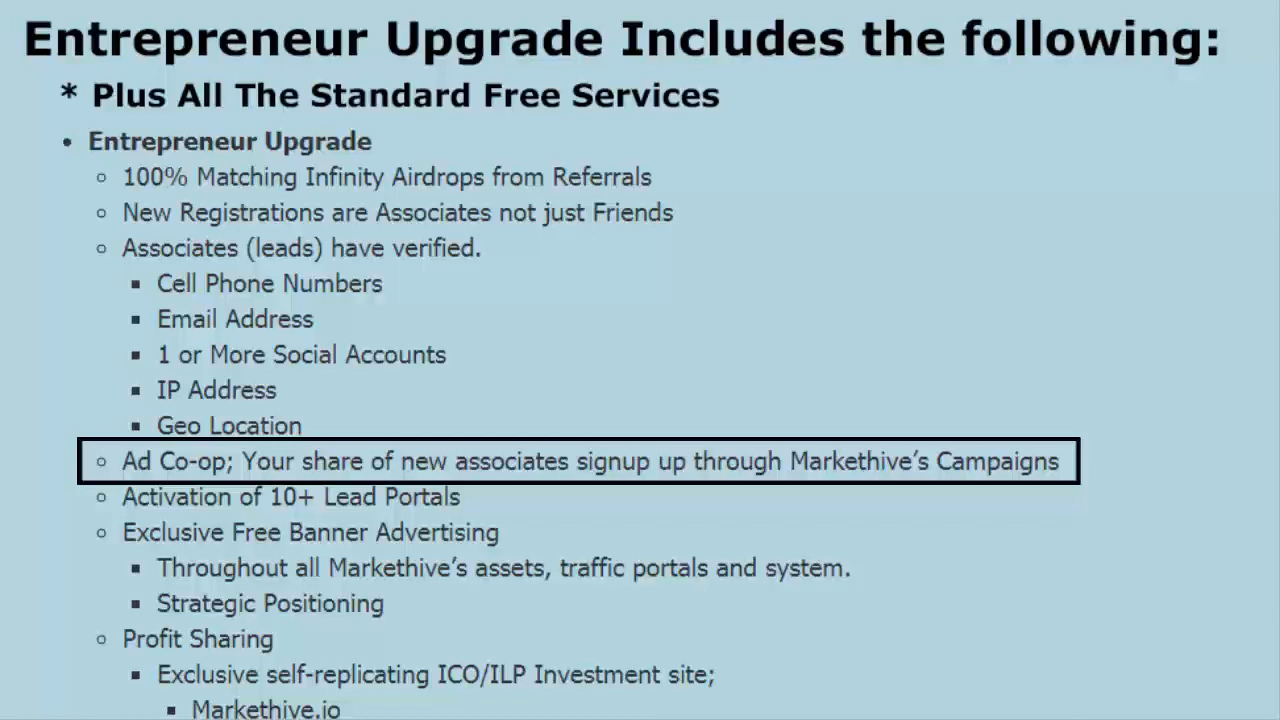 Entrepreneur Upgrade Includes the following:
* Plus All The Standard Free Services
• Entrepreneur Upgrade
◦ 100% Matching Infinity Airdrops from Referrals
◦ New Registrations are Associates not just Friends
◦ Associates (leads) have verified.
▪ Cell Phone Numbers
▪ Email Address
▪ 1 or More Social Accounts
▪ IP Address
▪ Geo Location
◦ Ad Co-op; Your share of new associates signup up through Markethive’s Campaigns
◦ Activation of 10+ Lead Portals
◦ Exclusive Free Banner Advertising
▪ Throughout all Markethive’s assets, traffic portals and system.
▪ Strategic Positioning
◦ Profit Sharing
▪ Exclusive self-replicating ICO/ILP Investment site;
▪ Markethive.io